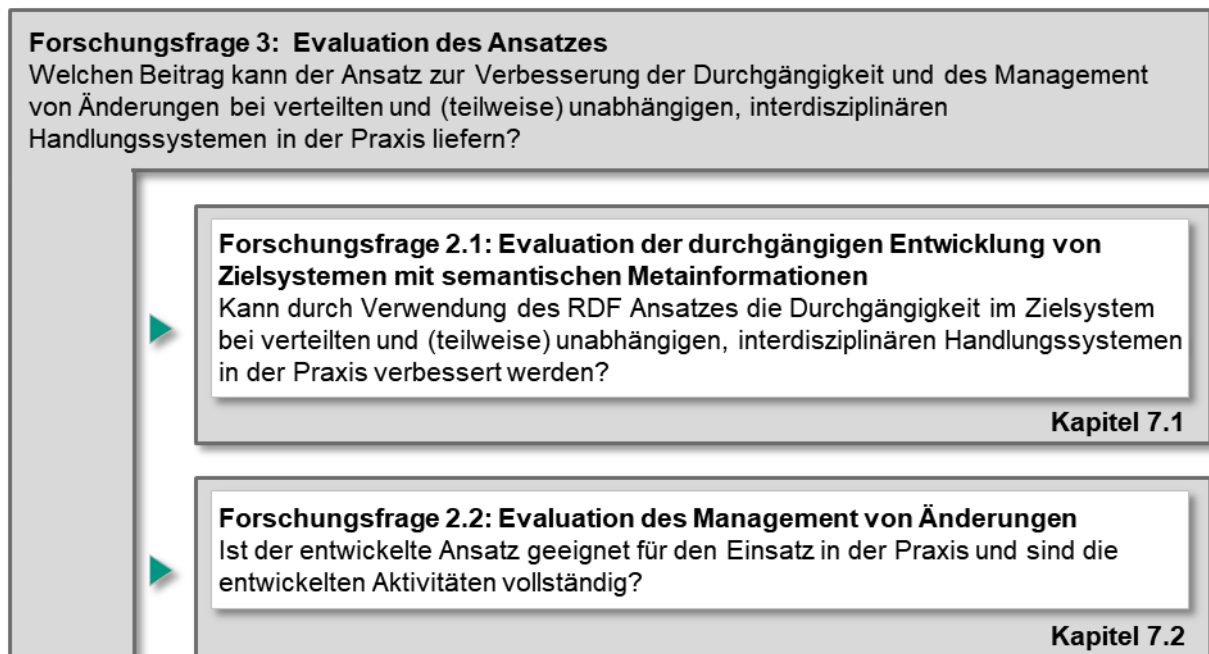 Forschungsfrage 3: Evaluation des Ansatzes
Welchen Beitrag kann der Ansatz zur Verbesserung der Durchgängigkeit und des Management
von Änderungen bei verteilten und (teilweise) unabhängigen, interdisziplinären
Handlungssystemen in der Praxis liefern?
Forschungsfrage 2.1: Evaluation der durchgängigen Entwicklung von
Zielsystemen mit semantischen Metainformationen
Kann durch Verwendung des RDF Ansatzes die Durchgängigkeit im Zielsystem
bei verteilten und (teilweise) unabhängigen, interdisziplinären Handlungssystemen
in der Praxis verbessert werden?
Kapitel 7.1
Forschungsfrage 2.2: Evaluation des Management von Änderungen
Ist der entwickelte Ansatz geeignet für den Einsatz in der Praxis und sind die
entwickelten Aktivitäten vollständig?
Kapitel 7.2